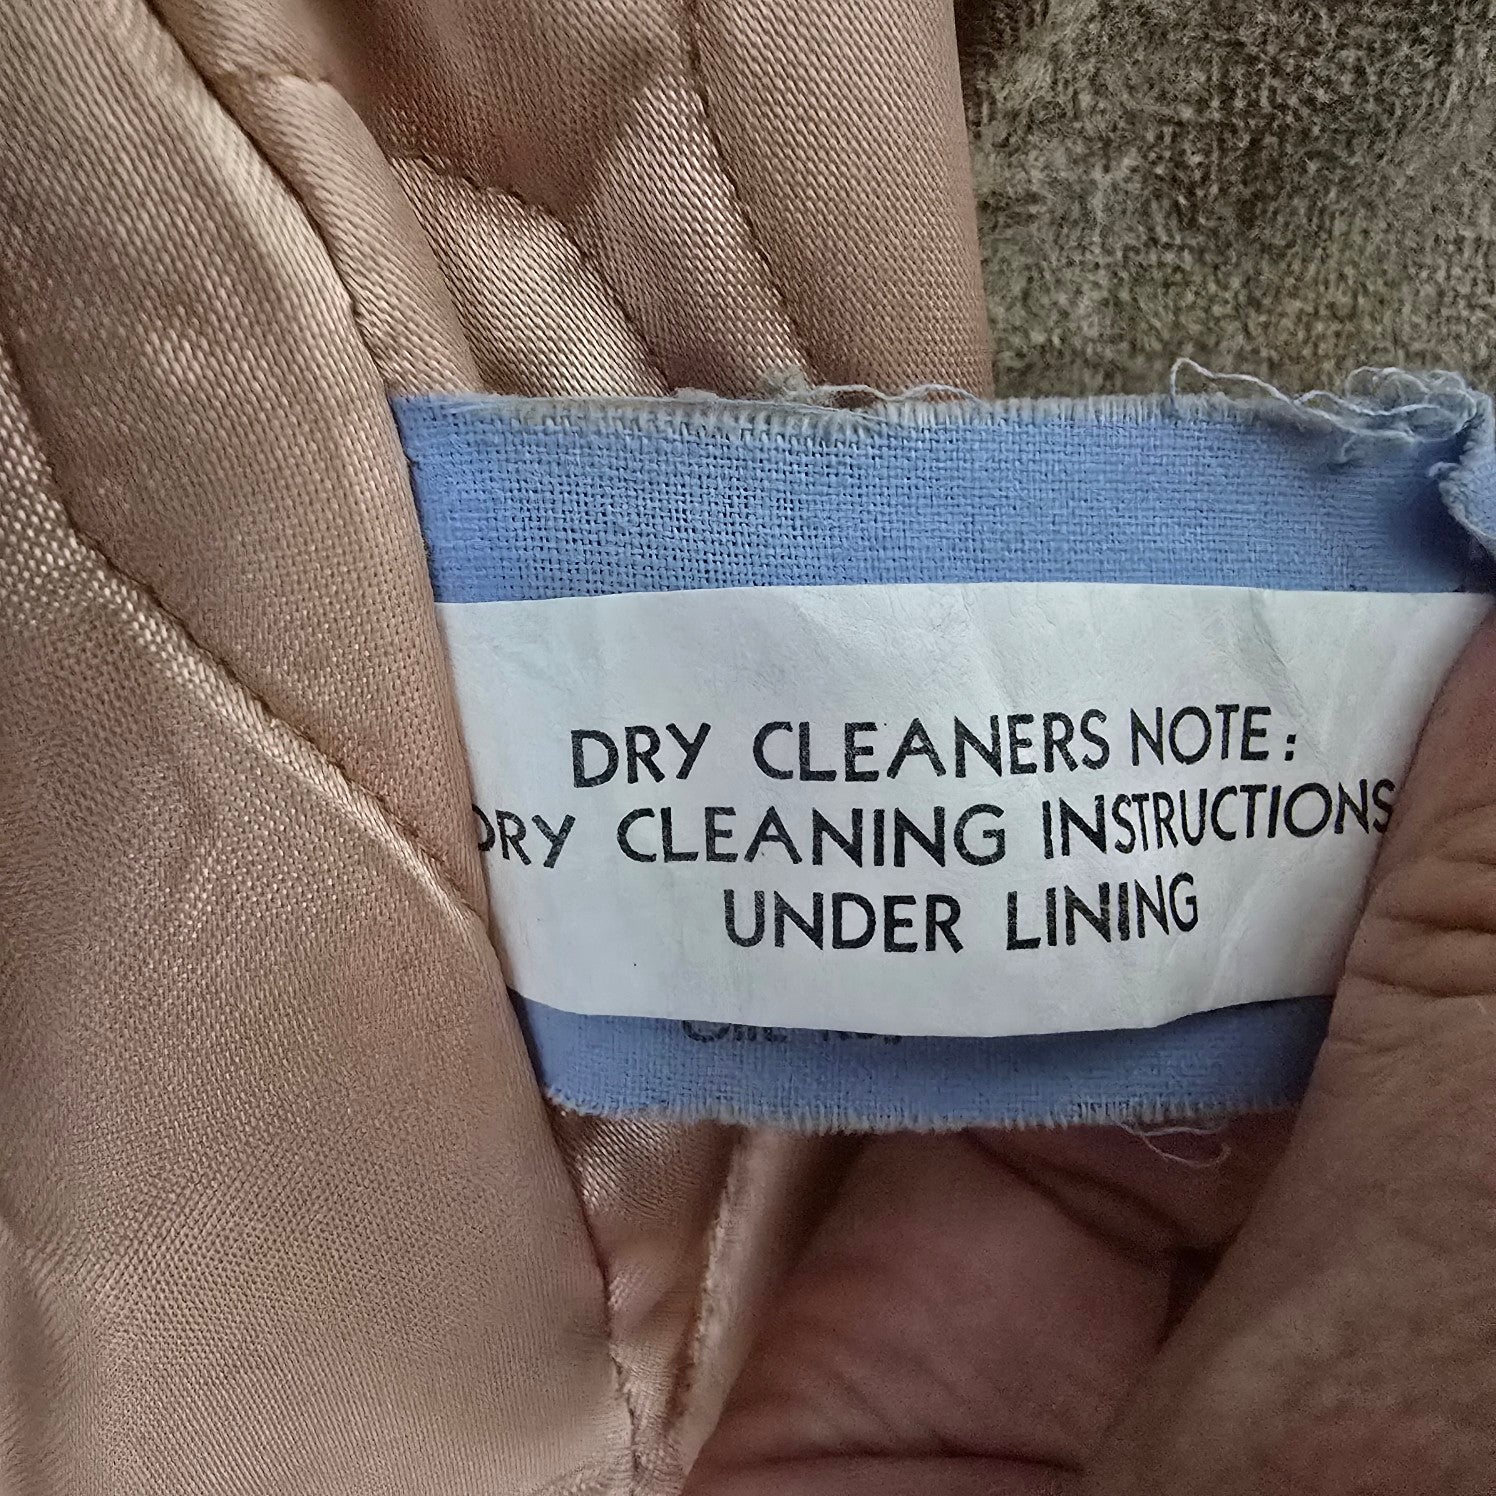 DRY CLEANERS NOTE:
DRY CLEANING INSTRUCTIONS
UNDER LINING